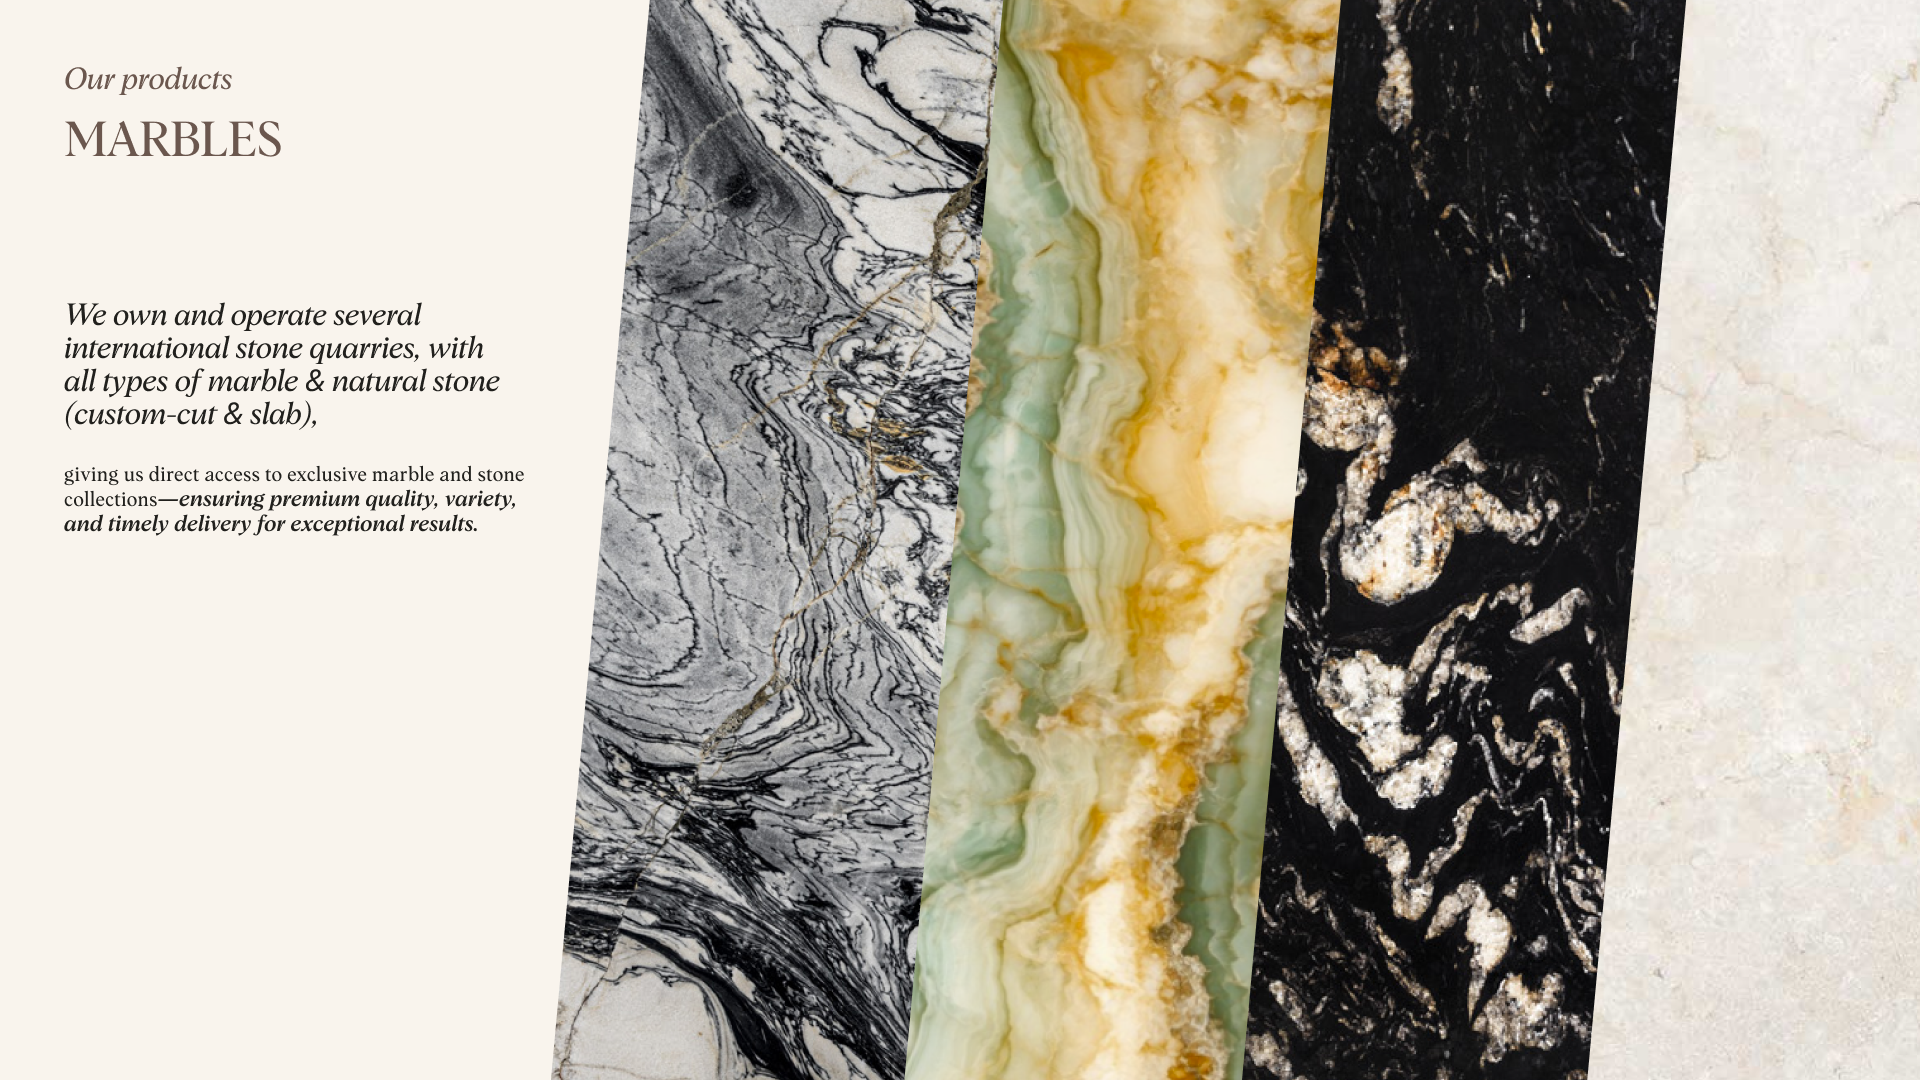 Our products
MARBLES
We own and operate several
international stone quarries, with
all types of marble & natural stone
(custom-cut & slab),
giving us direct access to exclusive marble and stone
collections—ensuring premium quality, variety,
and timely delivery for exceptional results.